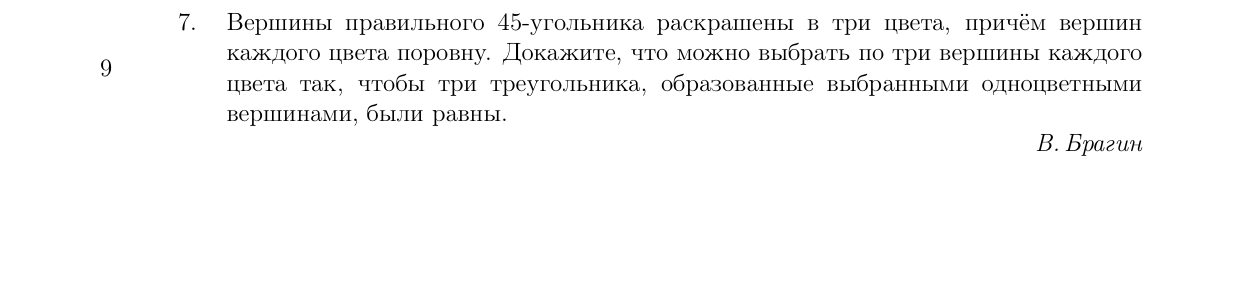 7. Вершины правильного 45-угольника раскрашены в три цвета, причём вершин
каждого цвета поровну. Докажите, что можно выбрать по три вершины каждого
9
цвета так, чтобы три треугольника, образованные выбранными одноцветными
вершинами, были равны.
В. Брагин